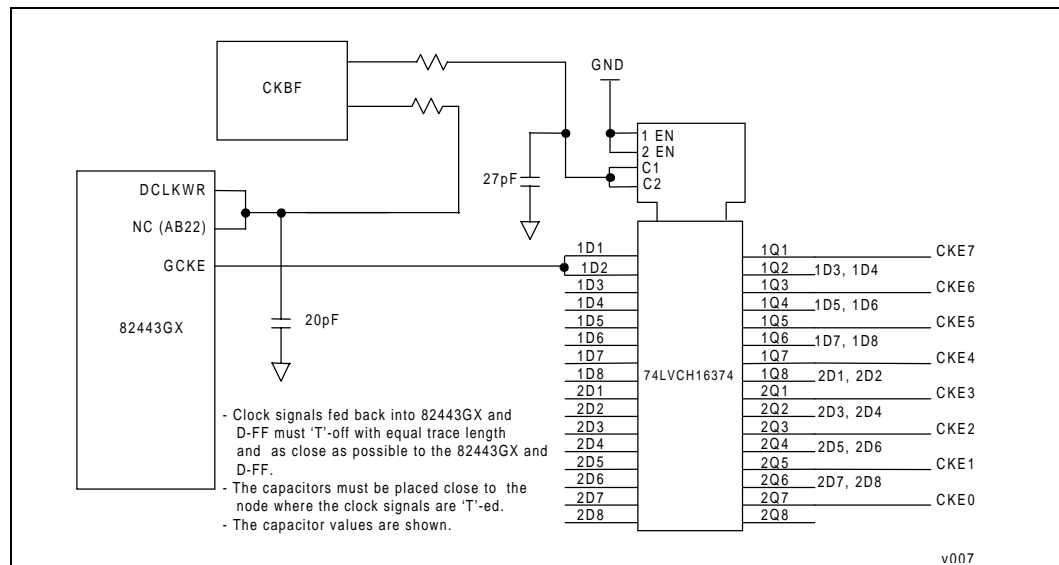 CKBF
GND
1 EN
2 EN
C1
C2
27pF
DCLKWR
NC (AB22)
GCKE
82443GX
20pF
1D1
1D2
1D3
1D4
1D5
1D6
1D7
1D8
2D1
2D2
2D3
2D4
2D5
2D6
2D7
2D8
74LVCH16374
1Q1 CKE7
1Q2 1D3, 1D4
1Q3 CKE6
1Q4 1D5, 1D6
1Q5 CKE5
1Q6 1D7, 1D8
1Q7 CKE4
1Q8 2D1, 2D2
2Q1 CKE3
2Q2 2D3, 2D4
2Q3 CKE2
2Q4 2D5, 2D6
2Q5 CKE1
2Q6 2D7, 2D8
2Q7 CKE0
2Q8
- Clock signals fed back into 82443GX and
D-FF must ‘T’-off with equal trace length
and as close as possible to the 82443GX and
D-FF.
- The capacitors must be placed close to the
node where the clock signals are ‘T’-ed.
- The capacitor values are shown.
v007